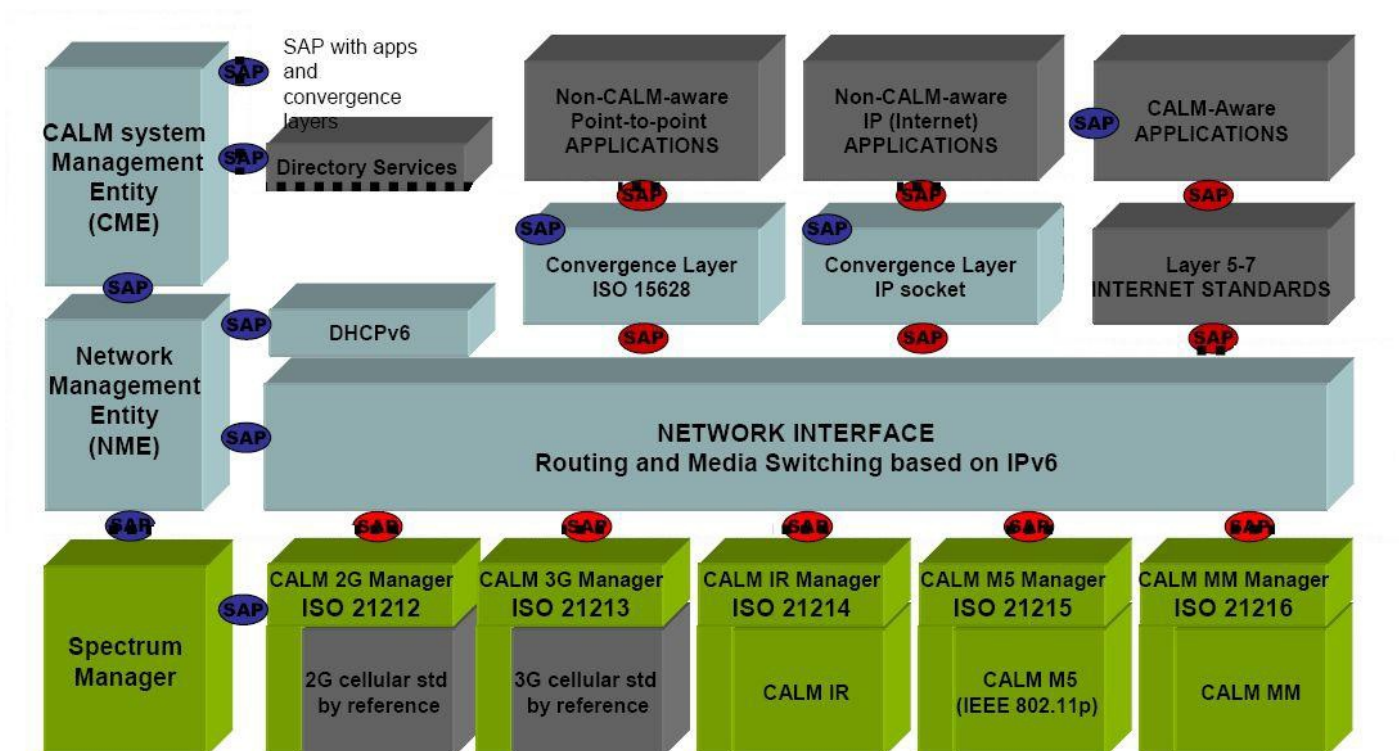 SAP
SAP with apps
and
convergence
layers
CALM system
Management
Entity
(CME)
SAP
Directory Services
Non-CALM-aware
Point-to-point
APPLICATIONS
Non-CALM-aware
IP (Internet)
APPLICATIONS
SAP
CALM-Aware
APPLICATIONS
SAP
SAP
SAP
SAP
Convergence Layer
ISO 15628
SAP
Convergence Layer
IP socket
Layer 5-7
INTERNET STANDARDS
SAP
SAP
DHCPv6
SAP
SAP
SAP
Network
Management
Entity
(NME)
SAP
NETWORK INTERFACE
Routing and Media Switching based on IPv6
SAP
SAP
SAP
SAP
SAP
SAP
Spectrum
Manager
SAP
CALM 2G Manager
ISO 21212
2G cellular std
by reference
CALM 3G Manager
ISO 21213
3G cellular std
by reference
CALM IR Manager
ISO 21214
CALM IR
CALM M5 Manager
ISO 21215
CALM M5
(IEEE 802.11p)
CALM MM Manager
ISO 21216
CALM MM